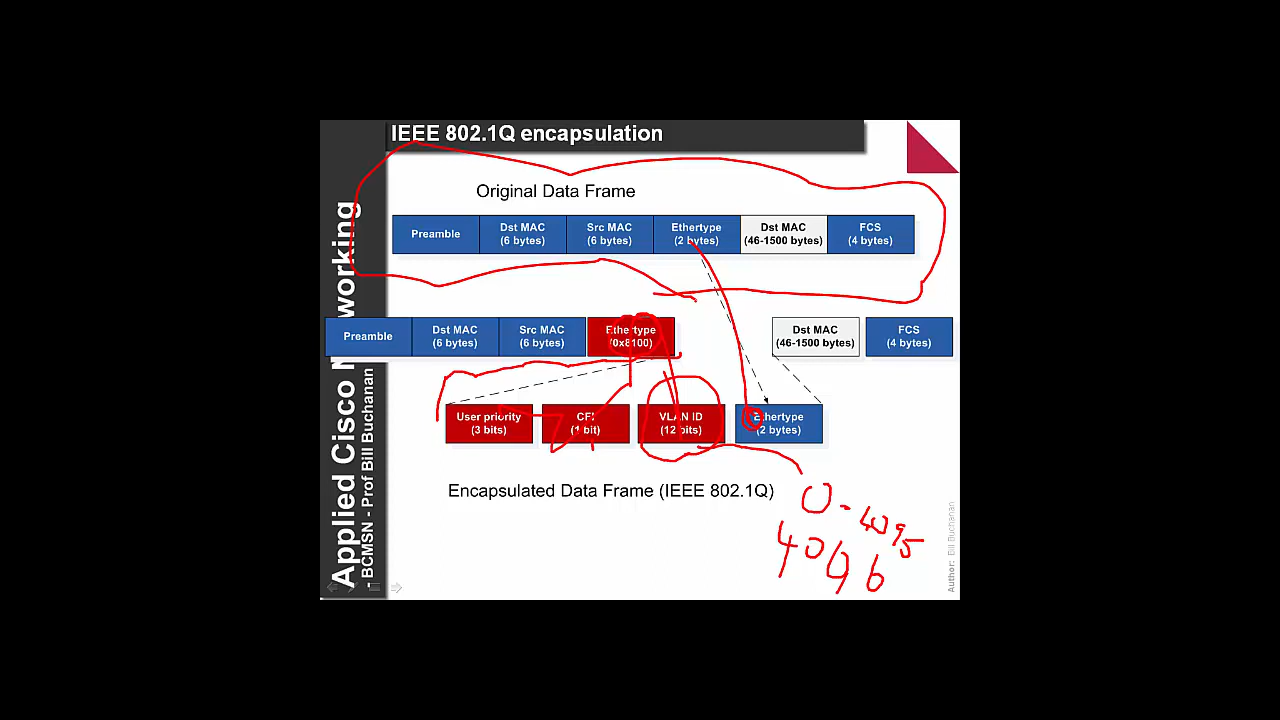 IEEE 802.1Q encapsulation
Original Data Frame
Preamble
Dst MAC
(6 bytes)
Src MAC
(6 bytes)
Ethertype
(2 bytes)
Dst MAC
(46-1500 bytes)
FCS
(4 bytes)
Preamble
Dst MAC
(6 bytes)
Src MAC
(6 bytes)
Ethertype
(0x8100)
Dst MAC
(46-1500 bytes)
FCS
(4 bytes)
User priority
(3 bits)
CFI
(1 bit)
VLAN ID
(12 bits)
Ethertype
(2 bytes)
Encapsulated Data Frame (IEEE 802.1Q)
0 - 4095
4096
Applied Cisco Networking
- BCMSN - Prof Bill Buchanan
Author: Bill Buchanan